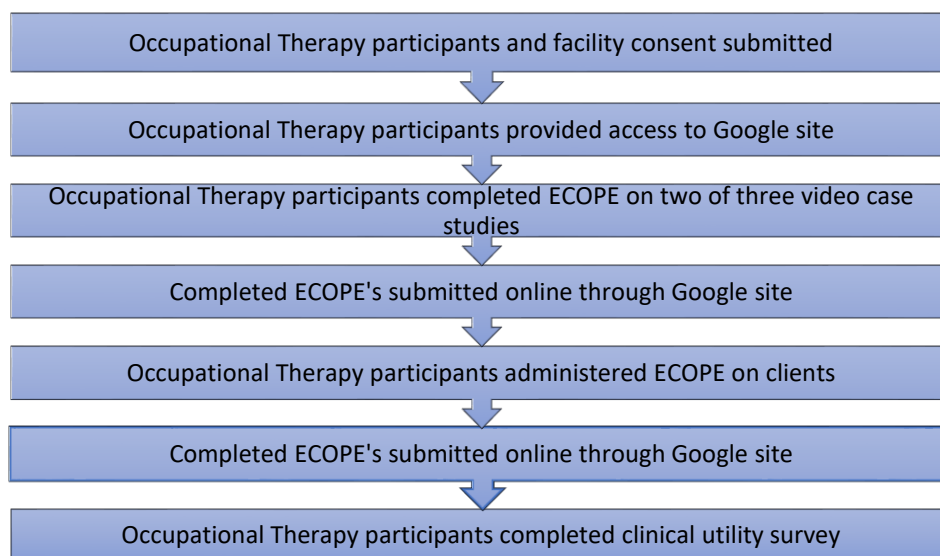 Occupational Therapy participants and facility consent submitted
Occupational Therapy participants provided access to Google site
Occupational Therapy participants completed ECOPE on two of three video case
studies
Completed ECOPE's submitted online through Google site
Occupational Therapy participants administered ECOPE on clients
Completed ECOPE's submitted online through Google site
Occupational Therapy participants completed clinical utility survey